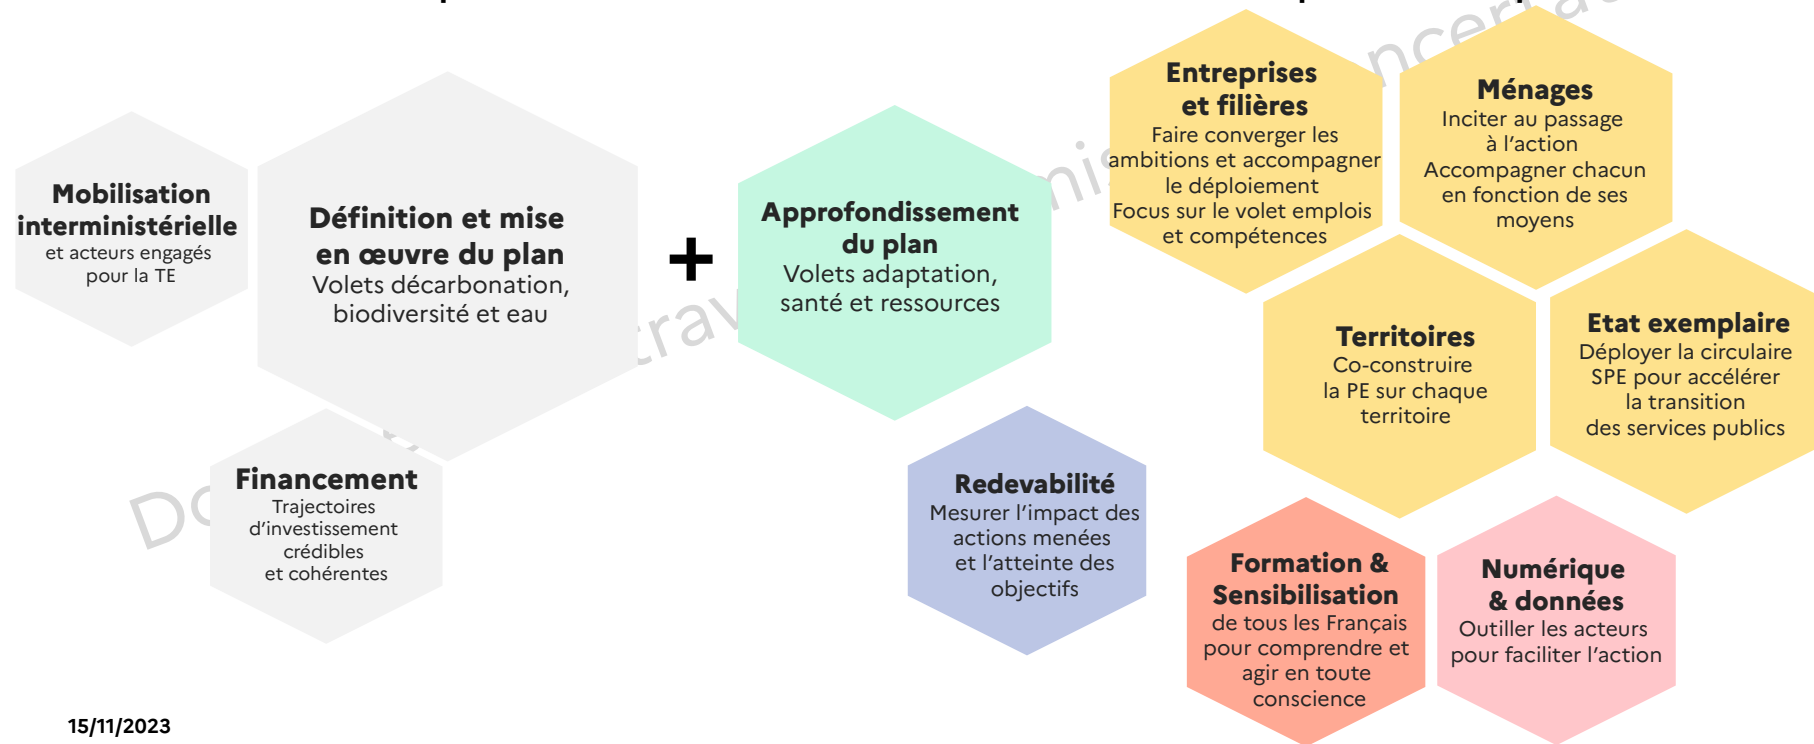 Mobilisation
interministérielle
et acteurs engagés
pour la TE
Définition et mise
en œuvre du plan
Volets décarbonation,
biodiversité et eau
Financement
Trajectoires
d'investissement
crédibles
et cohérentes
+
Approfondissement
du plan
Volets adaptation,
santé et ressources
Redevabilité
Mesurer l'impact des
actions menées
et l'atteinte des
objectifs
Entreprises
et filières
Faire converger les
ambitions et accompagner
le déploiement
Focus sur le volet emplois
et compétences
Ménages
Inciter au passage
à l'action
Accompagner chacun
en fonction de ses
moyens
Territoires
Co-construire
la PE sur chaque
territoire
Etat exemplaire
Déployer la circulaire
SPE pour accélérer
la transition
des services publics
Formation &
Sensibilisation
de tous les Français
pour comprendre et
agir en toute
conscience
Numérique
& données
Outiller les acteurs
pour faciliter l'action
15/11/2023